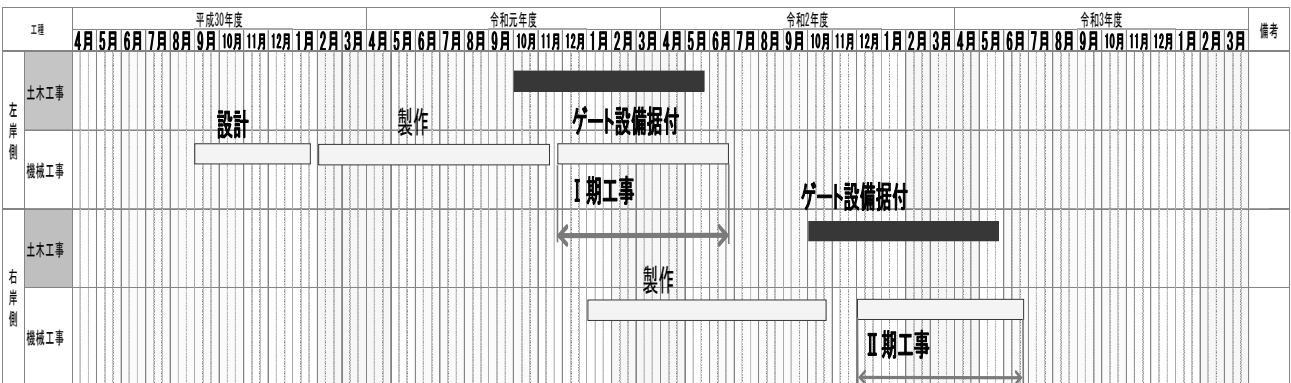 工種 平成30年度 令和元年度 令和2年度 令和3年度 備考
4月 5月 6月 7月 8月 9月 10月 11月 12月 1月 2月 3月 4月 5月 6月 7月 8月 9月 10月 11月 12月 1月 2月 3月 4月 5月 6月 7月 8月 9月 10月 11月 12月 1月 2月 3月 4月 5月 6月 7月 8月 9月 10月 11月 12月 1月 2月 3月
左岸側
土木工事
設計 製作 ゲート設備据付
機械工事
Ⅰ期工事
ゲート設備据付
右岸側
土木工事
製作
機械工事
Ⅱ期工事